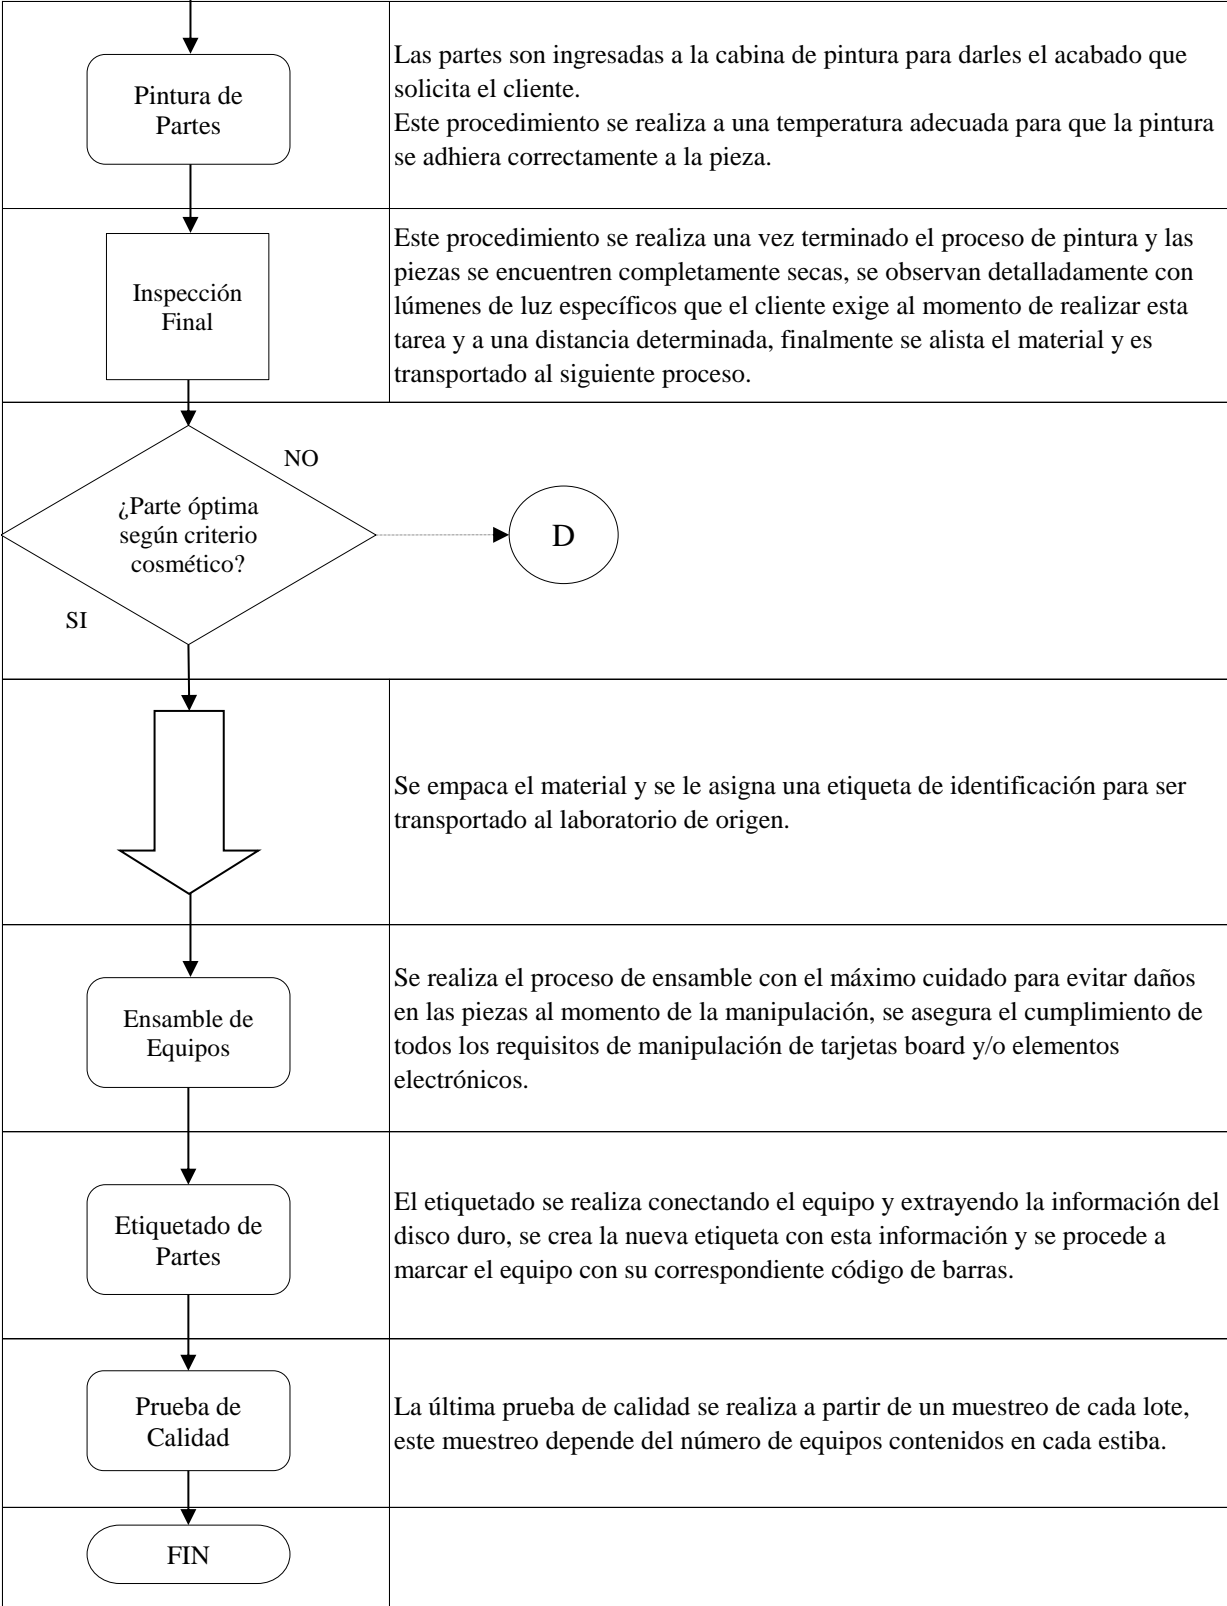 Pintura de
Partes
Las partes son ingresadas a la cabina de pintura para darles el acabado que
solicita el cliente.
Este procedimiento se realiza a una temperatura adecuada para que la pintura
se adhiera correctamente a la pieza.
Inspección
Final
Este procedimiento se realiza una vez terminado el proceso de pintura y las
piezas se encuentren completamente secas, se observan detalladamente con
lúmenes de luz específicos que el cliente exige al momento de realizar esta
tarea y a una distancia determinada, finalmente se alista el material y es
transportado al siguiente proceso.
NO
¿Parte óptima
según criterio
cosmético?
D
SI
Se empaca el material y se le asigna una etiqueta de identificación para ser
transportado al laboratorio de origen.
Ensamble de
Equipos
Se realiza el proceso de ensamble con el máximo cuidado para evitar daños
en las piezas al momento de la manipulación, se asegura el cumplimiento de
todos los requisitos de manipulación de tarjetas board y/o elementos
electrónicos.
Etiquetado de
Partes
El etiquetado se realiza conectando el equipo y extrayendo la información del
disco duro, se crea la nueva etiqueta con esta información y se procede a
marcar el equipo con su correspondiente código de barras.
Prueba de
Calidad
La última prueba de calidad se realiza a partir de un muestreo de cada lote,
este muestreo depende del número de equipos contenidos en cada estiba.
FIN